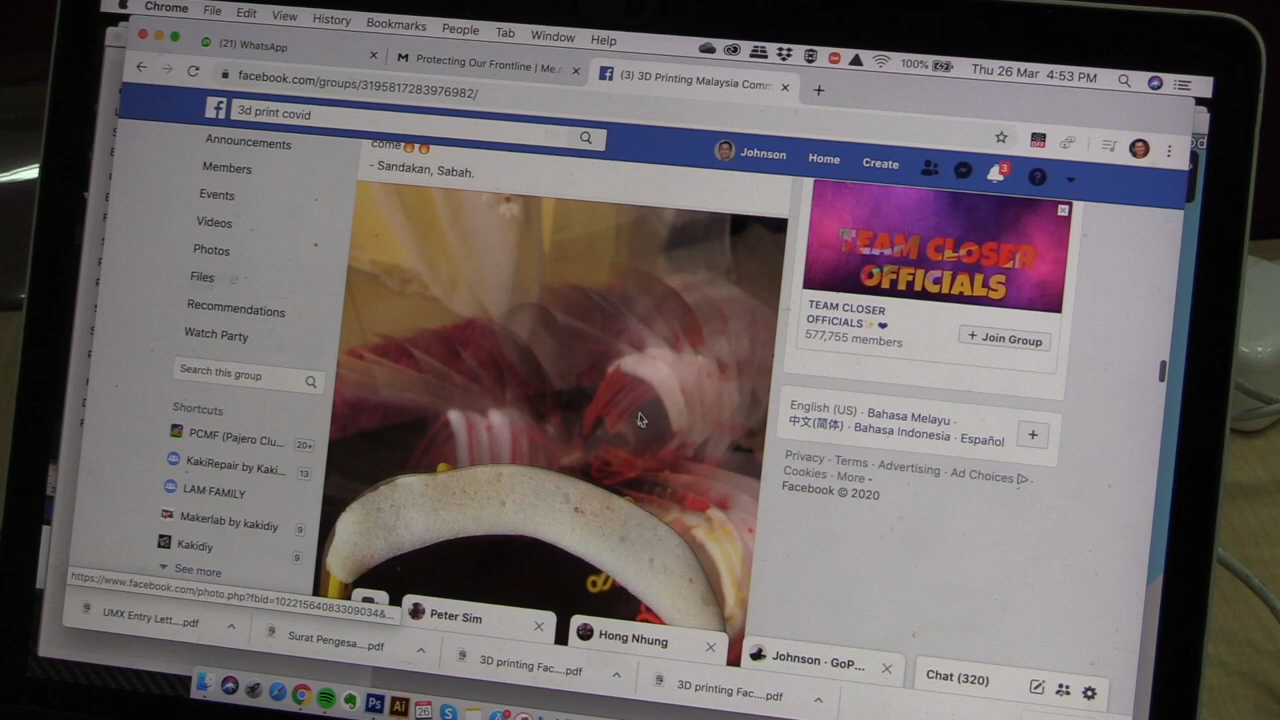 Chrome File Edit View History Bookmarks People Tab Window Help
100% Thu 26 Mar 4:53 PM
(21) WhatsApp
Protecting Our Frontline | Me
(3) 3D Printing Malaysia Comm
facebook.com/groups/3195817283976982/
OFF
3d print covid
Johnson Home Create
3
Announcements
Members
Events
Videos
Photos
Files
Recommendations
Watch Party
Search this group
Shortcuts
PCMF (Pajero Clu... 20+
KakiRepair by Kaki... 13
LAM FAMILY
Makerlab by kakidiy 9
Kakidiy 9
See more
come
- Sandakan, Sabah.
TEAM CLOSER
OFFICIALS
TEAM CLOSER
OFFICIALS
577,755 members
+ Join Group
English (US) · Bahasa Melayu ·
中文(简体) · Bahasa Indonesia · Español
+
Privacy · Terms · Advertising · Ad Choices ·
Cookies · More
Facebook © 2020
https://www.facebook.com/photo.php?fbid=10221564083309034&...
Peter Sim
Hong Nhung
Johnson · GoP...
Chat (320)
UMX Entry Lett....pdf
Surat Pengesa....pdf
3D printing Fac....pdf
3D printing Fac....pdf
Ps
Ai
26
S